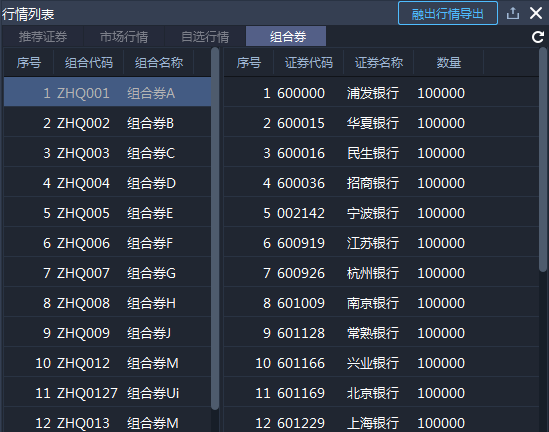 行情列表 融出行情导出
推荐证券 市场行情 自选行情 组合券
序号 组合代码 组合名称 序号 证券代码 证券名称 数量
1 ZHQ001 组合券A 1 600000 浦发银行 100000
2 ZHQ002 组合券B 2 600015 华夏银行 100000
3 ZHQ003 组合券C 3 600016 民生银行 100000
4 ZHQ004 组合券D 4 600036 招商银行 100000
5 ZHQ005 组合券E 5 002142 宁波银行 100000
6 ZHQ006 组合券F 6 600919 江苏银行 100000
7 ZHQ007 组合券G 7 600926 杭州银行 100000
8 ZHQ008 组合券H 8 601009 南京银行 100000
9 ZHQ009 组合券J 9 601128 常熟银行 100000
10 ZHQ012 组合券M 10 601166 兴业银行 100000
11 ZHQ0127 组合券Ui 11 601169 北京银行 100000
12 ZHQ013 组合券M 12 601229 上海银行 100000